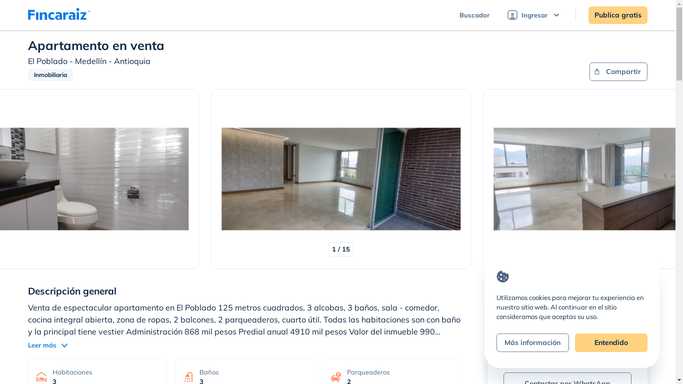 Fincaraiz
Buscador
Ingresar
Publica gratis
Apartamento en venta
El Poblado - Medellín - Antioquia
Inmobiliaria
Compartir
1 / 15
Descripción general
Venta de espectacular apartamento en El Poblado 125 metros cuadrados, 3 alcobas, 3 baños, sala - comedor,
cocina integral abierta, zona de ropas, 2 balcones, 2 parqueaderos, cuarto útil. Todas las habitaciones son con baño
y la principal tiene vestier Administración 868 mil pesos Predial anual 4910 mil pesos Valor del inmueble 990...
Leer más
Habitaciones
3
Baños
3
Parqueaderos
2
Utilizamos cookies para mejorar tu experiencia en
nuestro sitio web. Al continuar en el sitio
consideramos que aceptas su uso.
Más información
Entendido
Contactar por WhatsApp